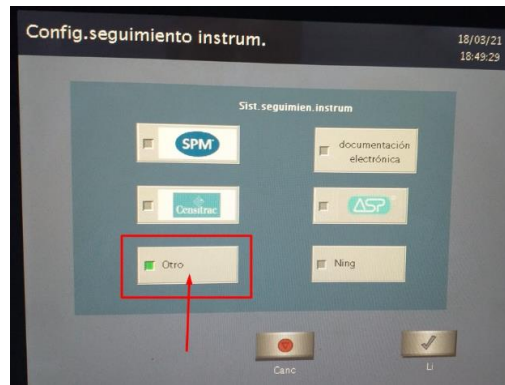 Config.seguimiento instrum.
18/03/21
18:49:29
Sist.seguimien.instrum
SPM
documentación
electrónica
Censitrac
ASP
Otro
Ning
Canc
Li